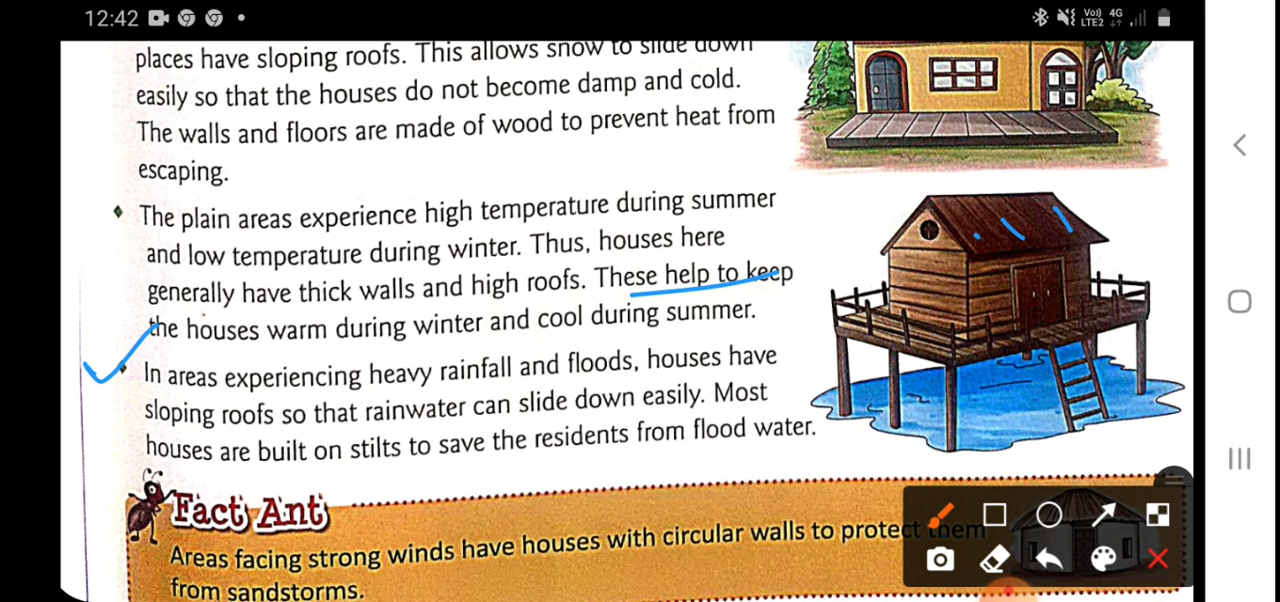 12:42
Vo)) 4G
LTE2
places have sloping roofs. This allows snow to slide down
easily so that the houses do not become damp and cold.
The walls and floors are made of wood to prevent heat from
escaping.
The plain areas experience high temperature during summer
and low temperature during winter. Thus, houses here
generally have thick walls and high roofs. These help to keep
the houses warm during winter and cool during summer.
In areas experiencing heavy rainfall and floods, houses have
sloping roofs so that rainwater can slide down easily. Most
houses are built on stilts to save the residents from flood water.
Fact Ant
Areas facing strong winds have houses with circular walls to protect them
from sandstorms.